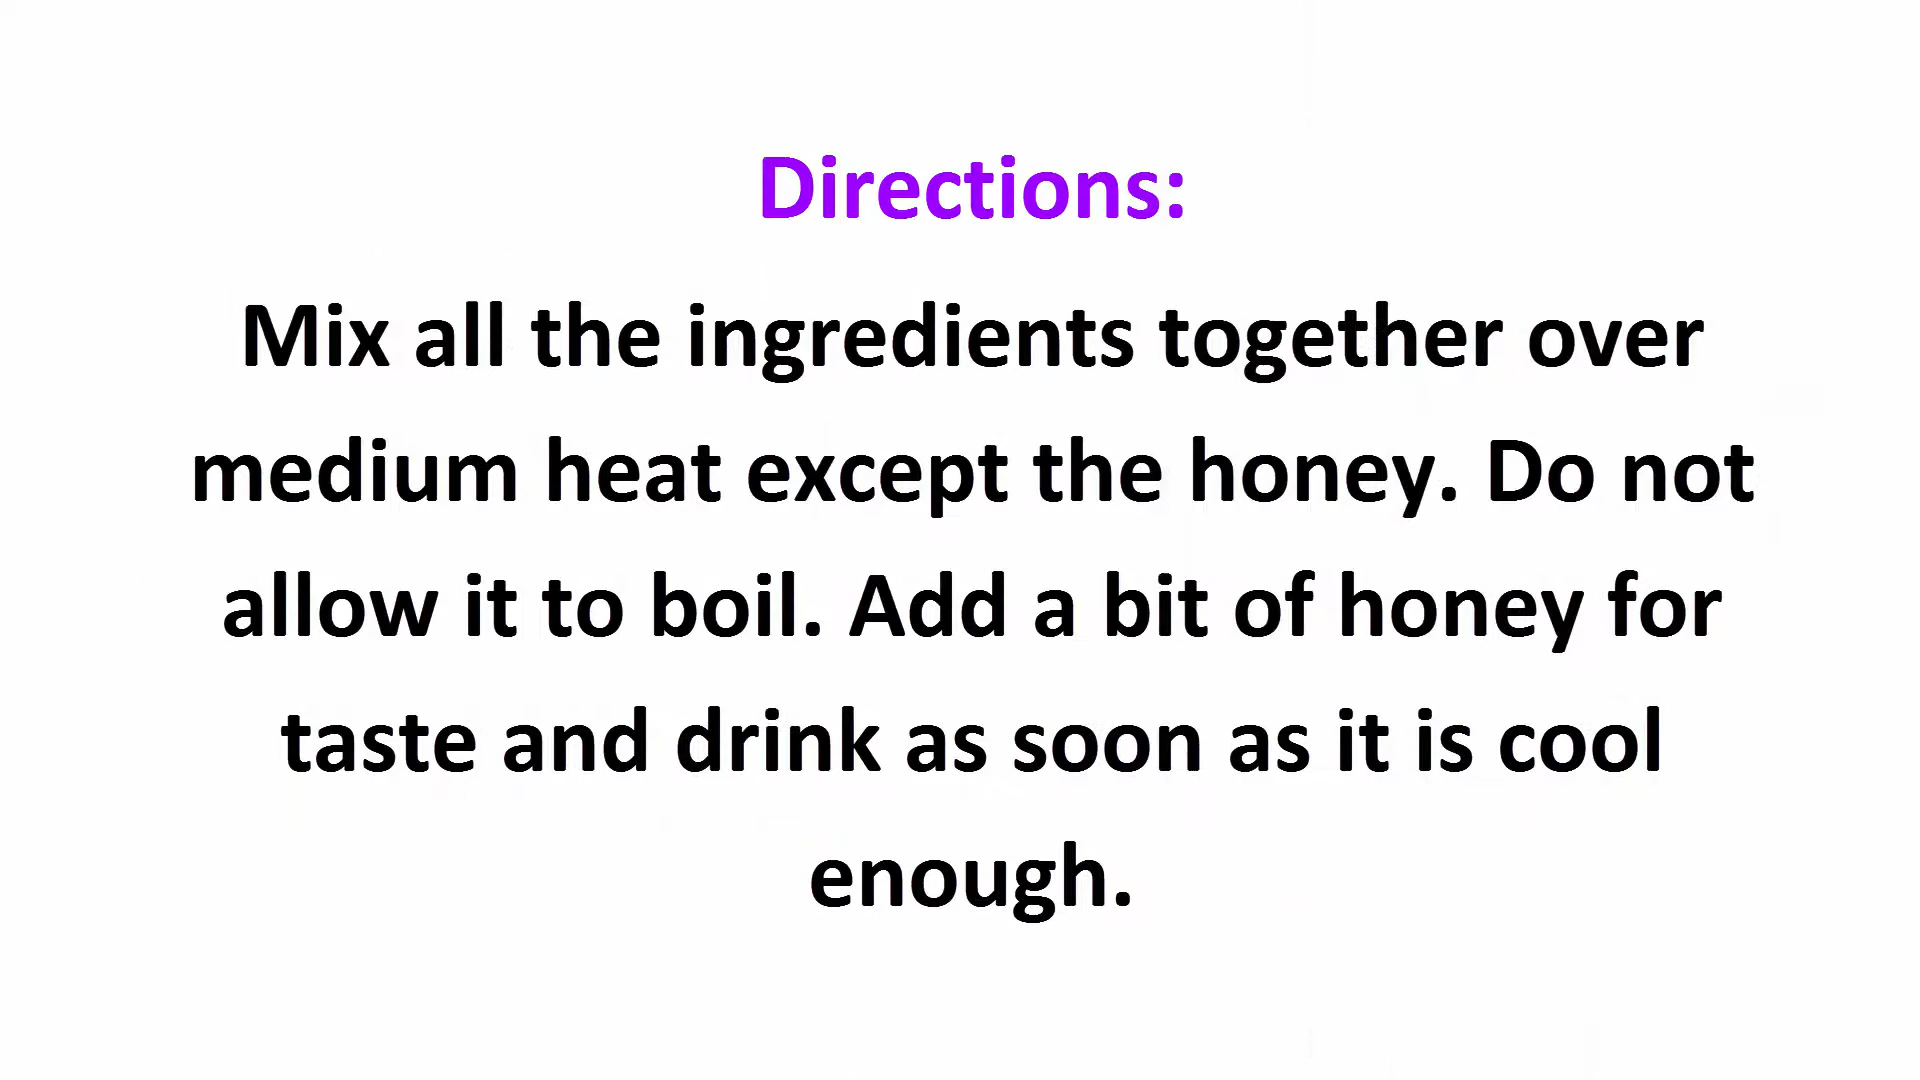 Directions:
Mix all the ingredients together over
medium heat except the honey. Do not
allow it to boil. Add a bit of honey for
taste and drink as soon as it is cool
enough.